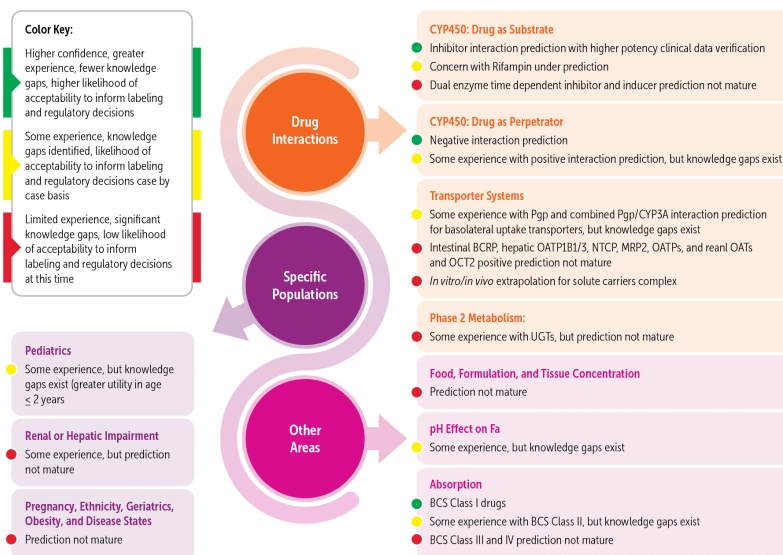 Color Key:
Higher confidence, greater
experience, fewer knowledge
gaps, higher likelihood of
acceptability to inform labeling
and regulatory decisions
Some experience, knowledge
gaps identified, likelihood of
acceptability to inform labeling
and regulatory decisions case by
case basis
Limited experience, significant
knowledge gaps, low likelihood
of acceptability to inform
labeling and regulatory decisions
at this time
Drug
Interactions
CYP450: Drug as Substrate
Inhibitor interaction prediction with higher potency clinical data verification
Concern with Rifampin under prediction
Dual enzyme time dependent inhibitor and inducer prediction not mature
CYP450: Drug as Perpetrator
Negative interaction prediction
Some experience with positive interaction prediction, but knowledge gaps exist
Transporter Systems
Some experience with Pgp and combined Pgp/CYP3A interaction prediction
for basolateral uptake transporters, but knowledge gaps exist
Intestinal BCRP, hepatic OATP1B1/3, NTCP, MRP2, OATPs, and reanl OATs
and OCT2 positive prediction not mature
In vitro/in vivo extrapolation for solute carriers complex
Phase 2 Metabolism:
Some experience with UGTs, but prediction not mature
Specific
Populations
Pediatrics
Some experience, but knowledge
gaps exist (greater utility in age
≤ 2 years
Renal or Hepatic Impairment
Some experience, but prediction
not mature
Pregnancy, Ethnicity, Geriatrics,
Obesity, and Disease States
Prediction not mature
Other
Areas
Food, Formulation, and Tissue Concentration
Prediction not mature
pH Effect on Fa
Some experience, but knowledge gaps exist
Absorption
BCS Class I drugs
Some experience with BCS Class II, but knowledge gaps exist
BCS Class III and IV prediction not mature